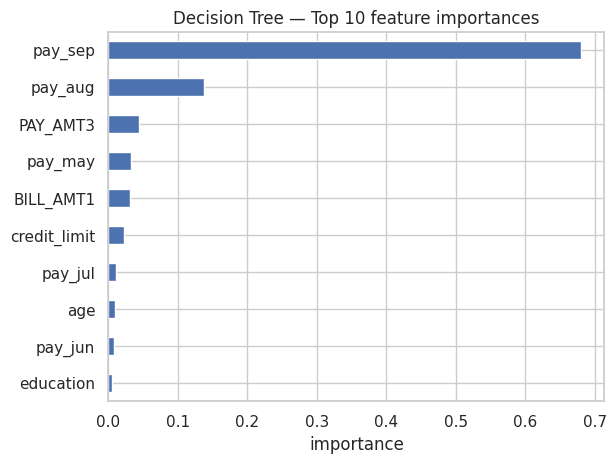 Decision Tree — Top 10 feature importances
pay_sep
pay_aug
PAY_AMT3
pay_may
BILL_AMT1
credit_limit
pay_jul
age
pay_jun
education
0.0 0.1 0.2 0.3 0.4 0.5 0.6 0.7
importance